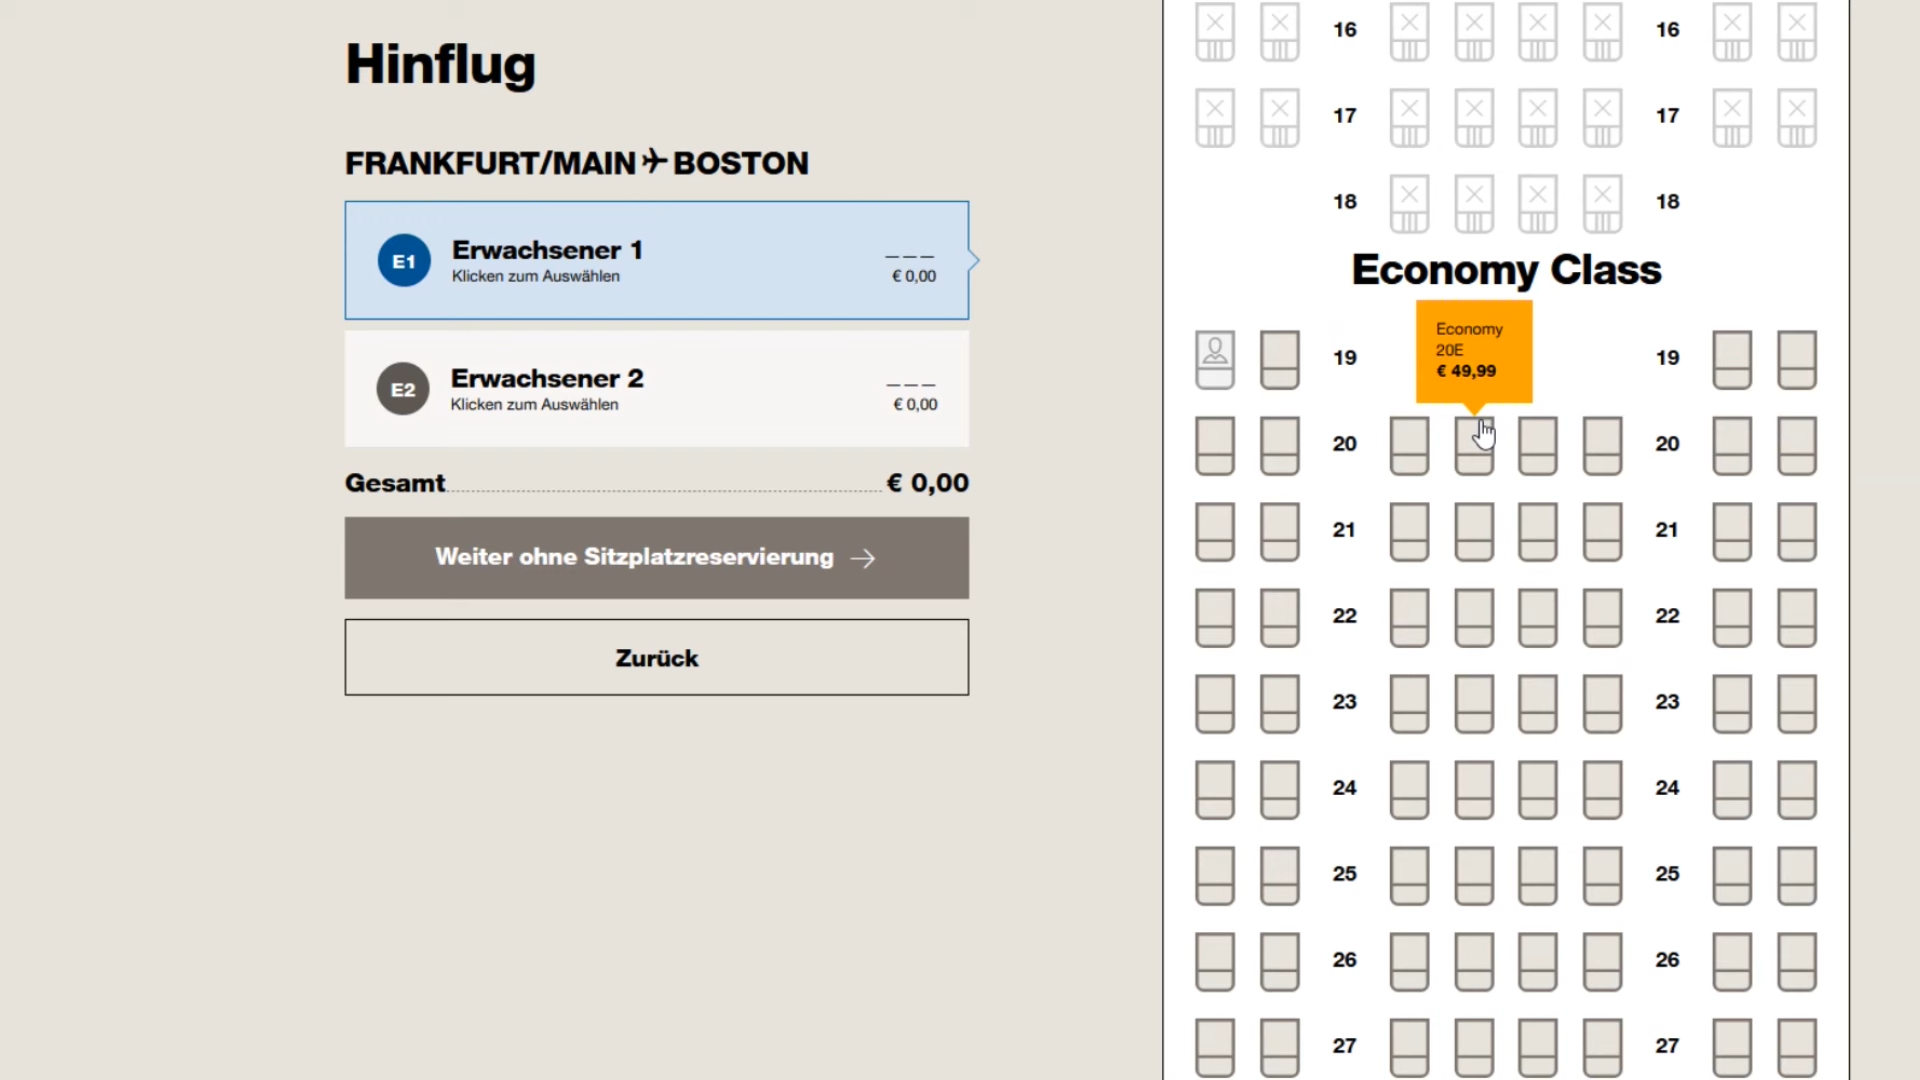 Hinflug
FRANKFURT/MAIN ✈ BOSTON
E1
Erwachsener 1
Klicken zum Auswählen
_ _ _
€ 0,00
E2
Erwachsener 2
Klicken zum Auswählen
_ _ _
€ 0,00
Gesamt € 0,00
Weiter ohne Sitzplatzreservierung →
Zurück
16 16
17 17
18 18
Economy Class
Economy
20E
€ 49,99
19 19
20 20
21 21
22 22
23 23
24 24
25 25
26 26
27 27